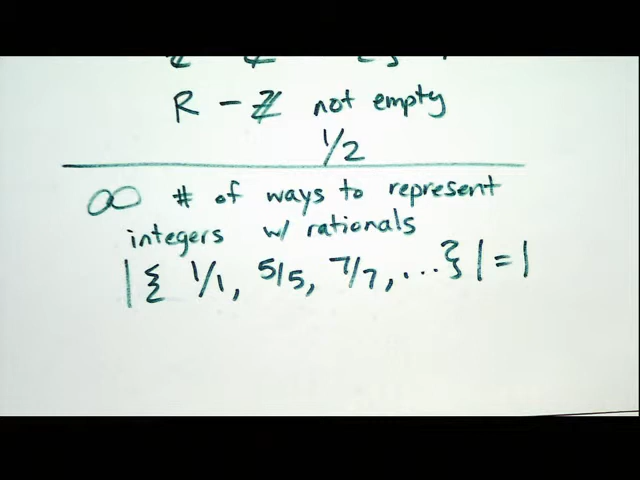 R - ℤ not empty
1/2
∞ # of ways to represent
integers w/ rationals
|{ 1/1, 5/5, 7/7, ...}| = 1